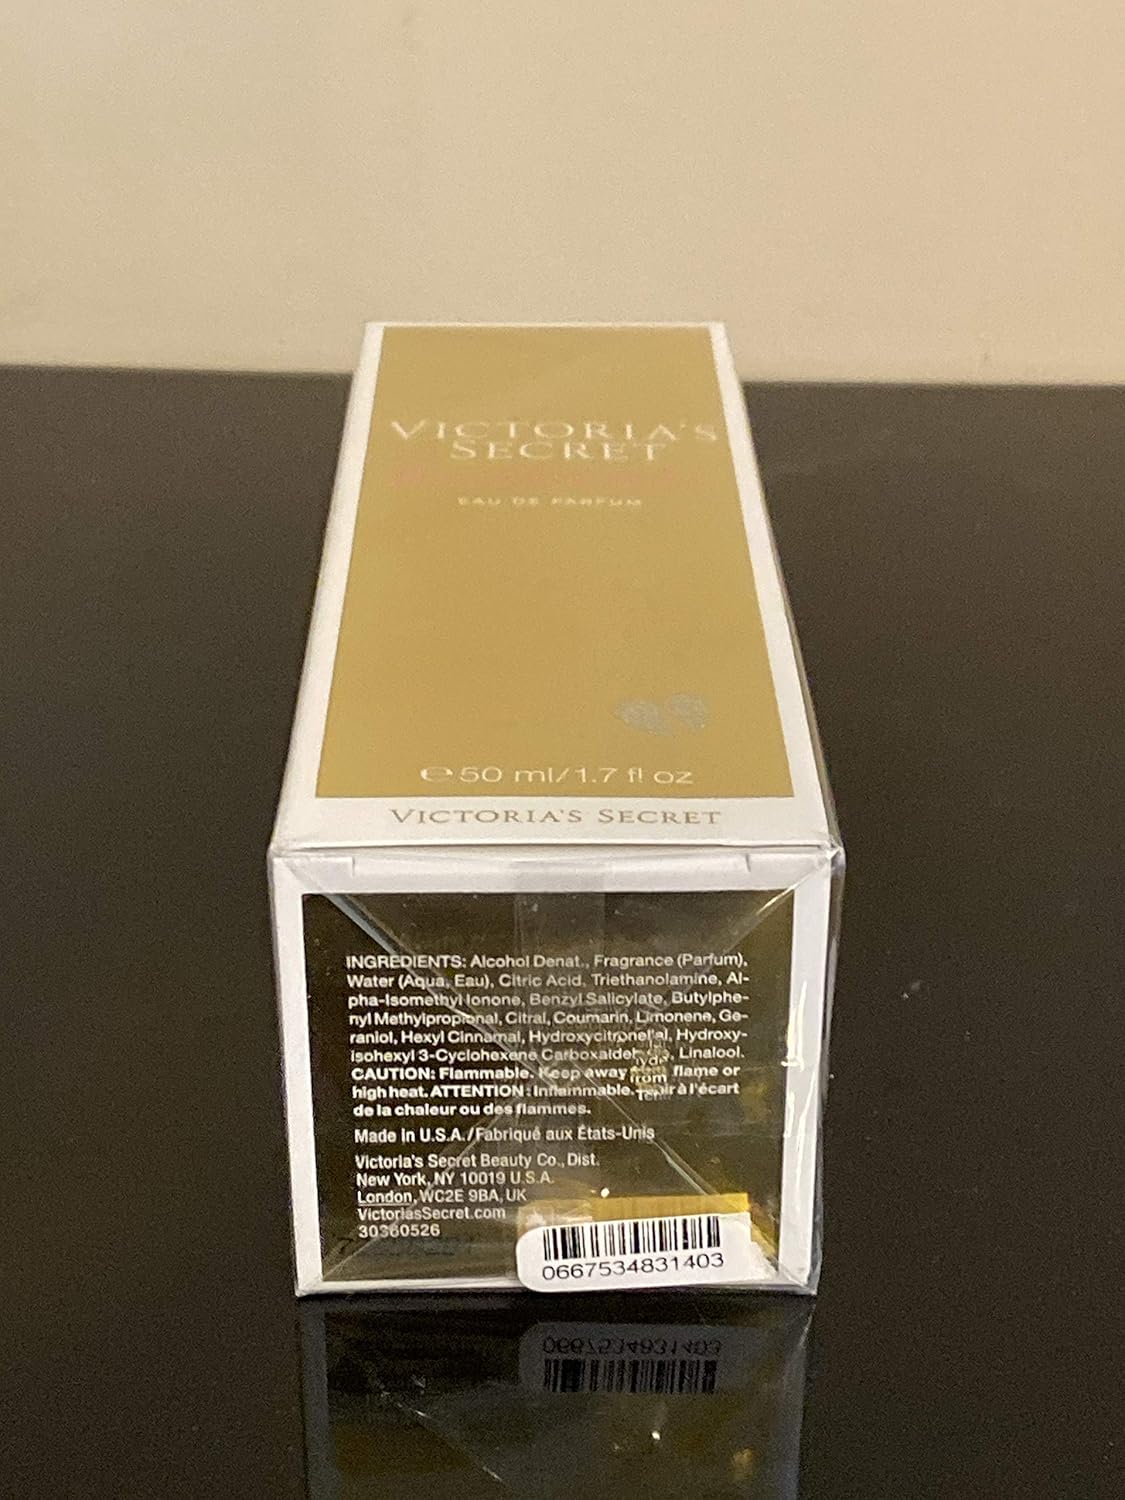 VICTORIA'S
SECRET
EAU DE PARFUM
℮ 50 ml/1.7 fl oz
VICTORIA'S SECRET
INGREDIENTS: Alcohol Denat., Fragrance (Parfum),
Water (Aqua, Eau), Citric Acid, Triethanolamine, Al-
pha-Isomethyl Ionone, Benzyl Salicylate, Butylphe-
nyl Methylpropional, Citral, Coumarin, Limonene, Ge-
raniol, Hexyl Cinnamal, Hydroxycitronellal, Hydroxy-
isohexyl 3-Cyclohexene Carboxaldehyde, Linalool.
CAUTION: Flammable. Keep away from flame or
high heat. ATTENTION: Inflammable. Tenir à l'écart
de la chaleur ou des flammes.
Made in U.S.A./Fabriqué aux États-Unis
Victoria's Secret Beauty Co., Dist.
New York, NY 10019 U.S.A.
London, WC2E 9BA, UK
VictoriasSecret.com
30360526
0667534831403